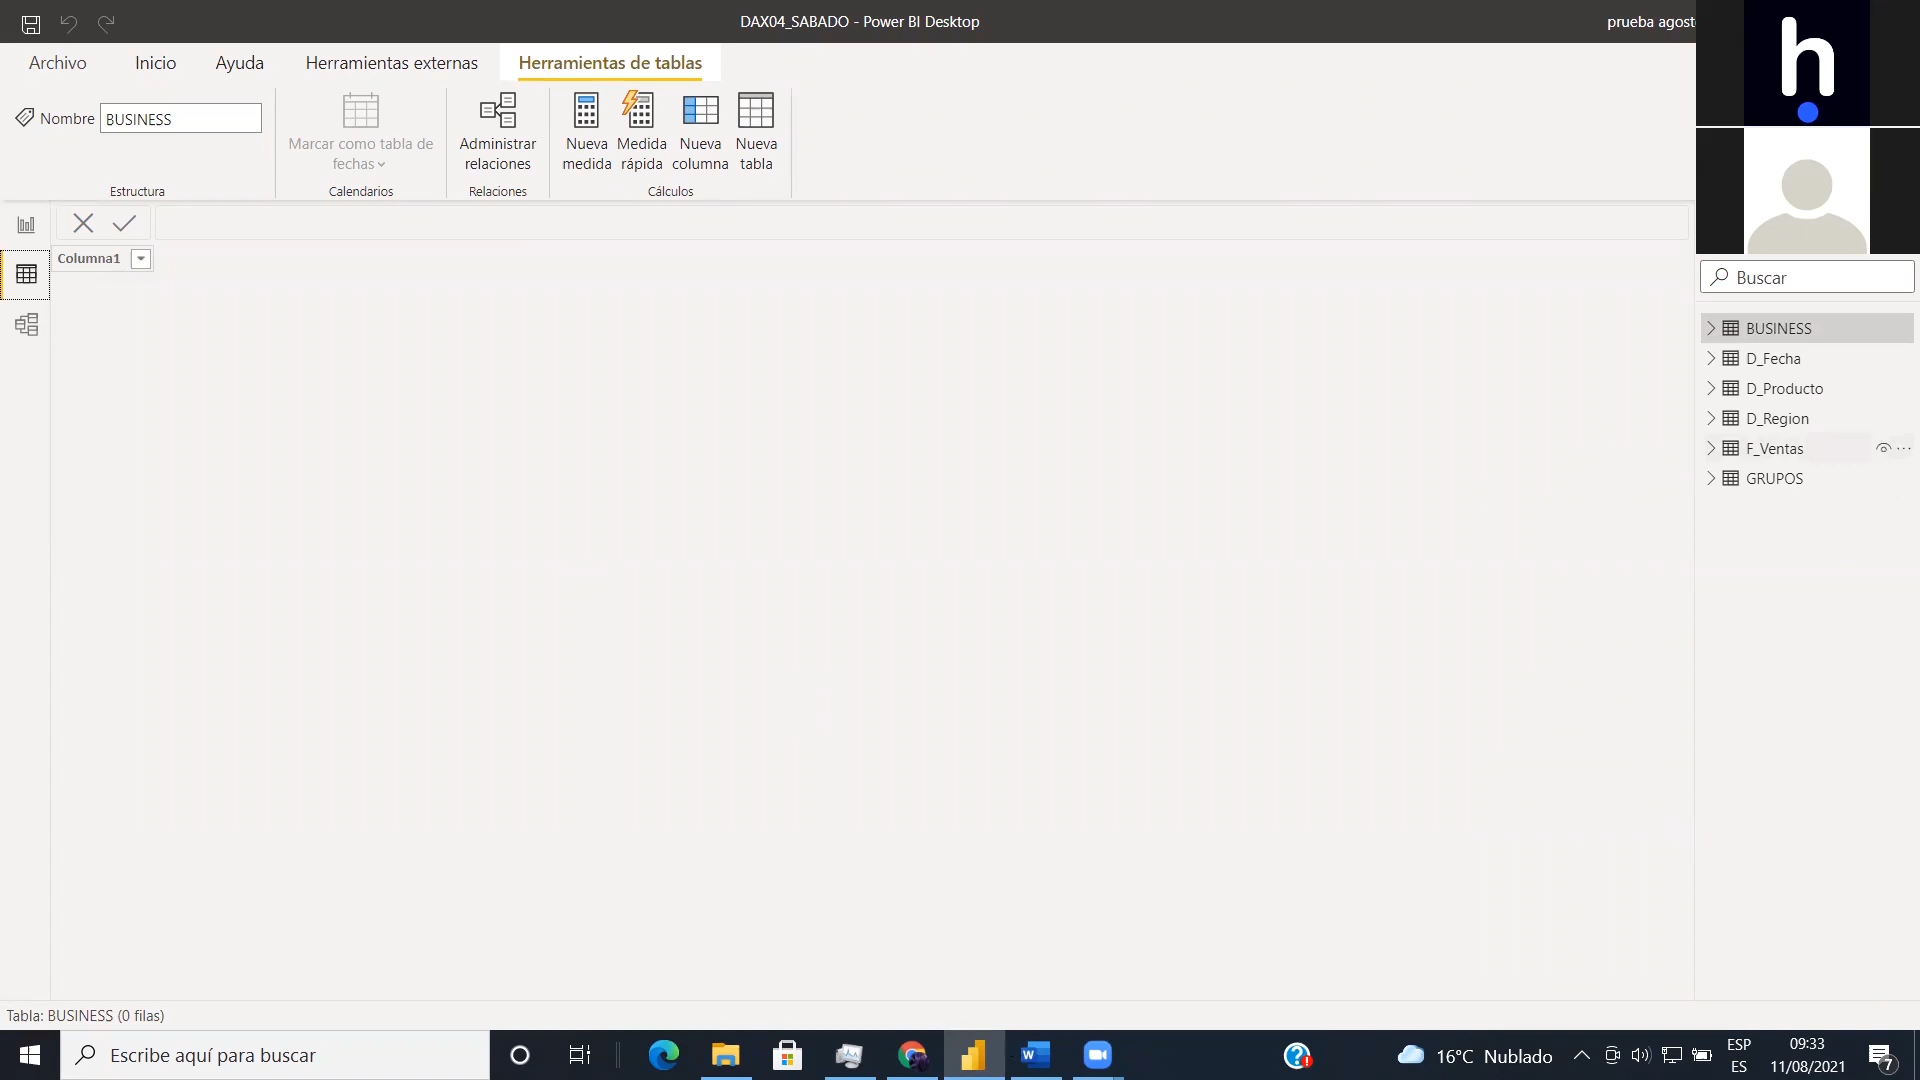 DAX04_SABADO - Power BI Desktop
prueba agost
Archivo
Inicio
Ayuda
Herramientas externas
Herramientas de tablas
Nombre
BUSINESS
Marcar como tabla de
fechas
Administrar
relaciones
Nueva
medida
Medida
rápida
Nueva
columna
Nueva
tabla
Estructura
Calendarios
Relaciones
Cálculos
h
Columna1
Buscar
BUSINESS
D_Fecha
D_Producto
D_Region
F_Ventas
GRUPOS
Tabla: BUSINESS (0 filas)
Escribe aquí para buscar
16°C Nublado
ESP
ES
09:33
11/08/2021
7